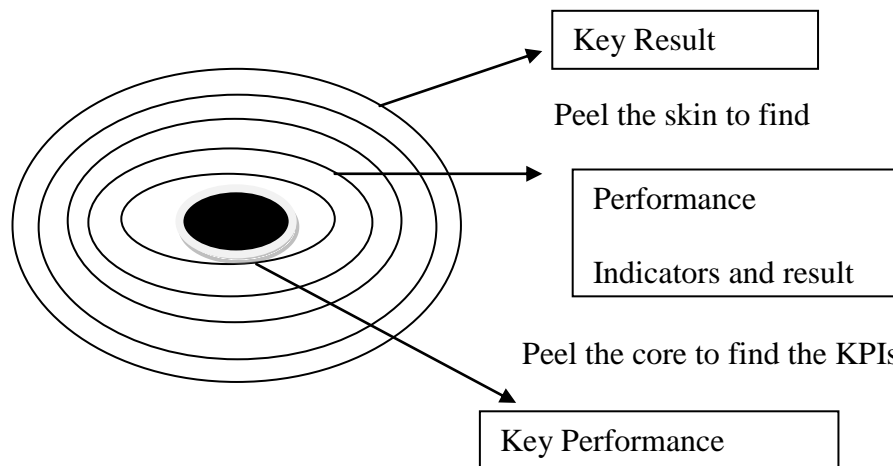 Key Result
Peel the skin to find
Performance
Indicators and result
Peel the core to find the KPIs
Key Performance